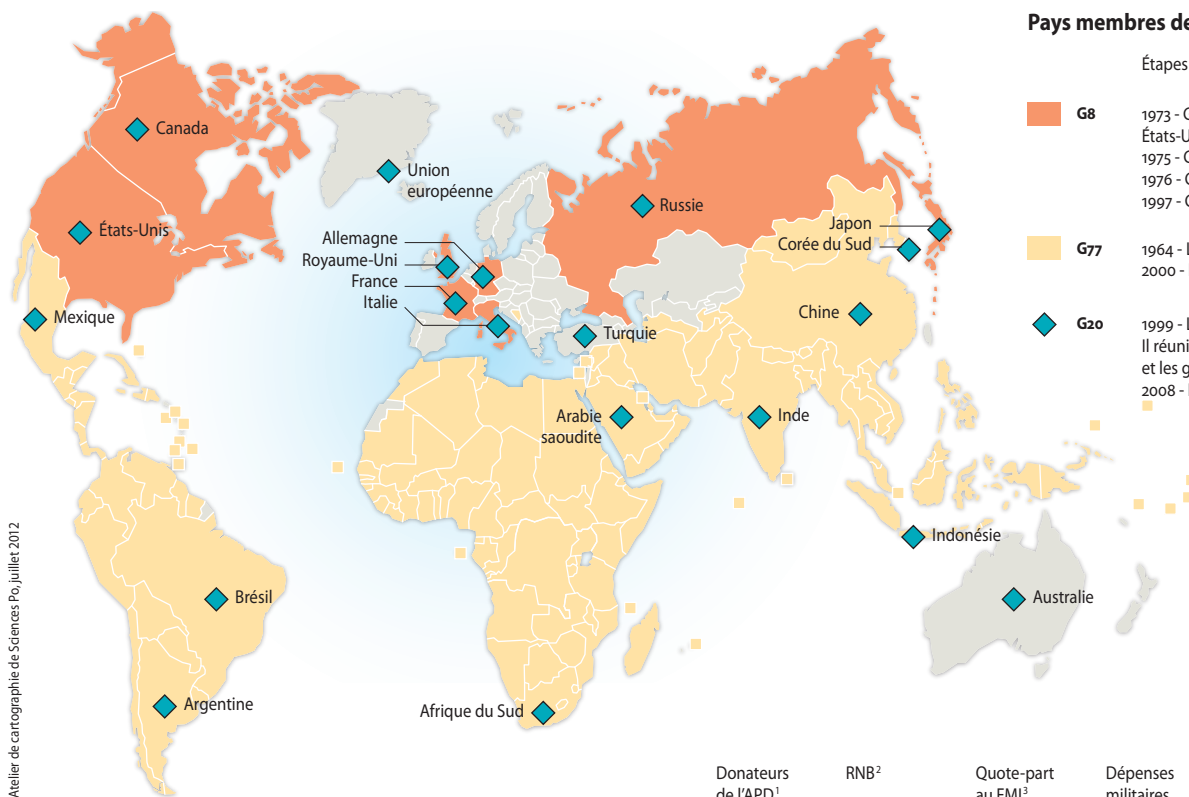 Pays membres de
Étapes
G8
1973 - C
États-U
1975 - C
1976 - C
1997 - C
G77
1964 - L
2000 -
G20
1999 - L
Il réuni
et les g
2008 - 
Canada
États-Unis
Mexique
Union
européenne
Allemagne
Royaume-Uni
France
Italie
Russie
Japon
Corée du Sud
Chine
Turquie
Arabie
saoudite
Inde
Indonésie
Australie
Brésil
Argentine
Afrique du Sud
Atelier de cartographie de Sciences Po, juillet 2012
Donateurs
de l'APD¹
RNB²
Quote-part
au FMI³
Dépenses
militaires